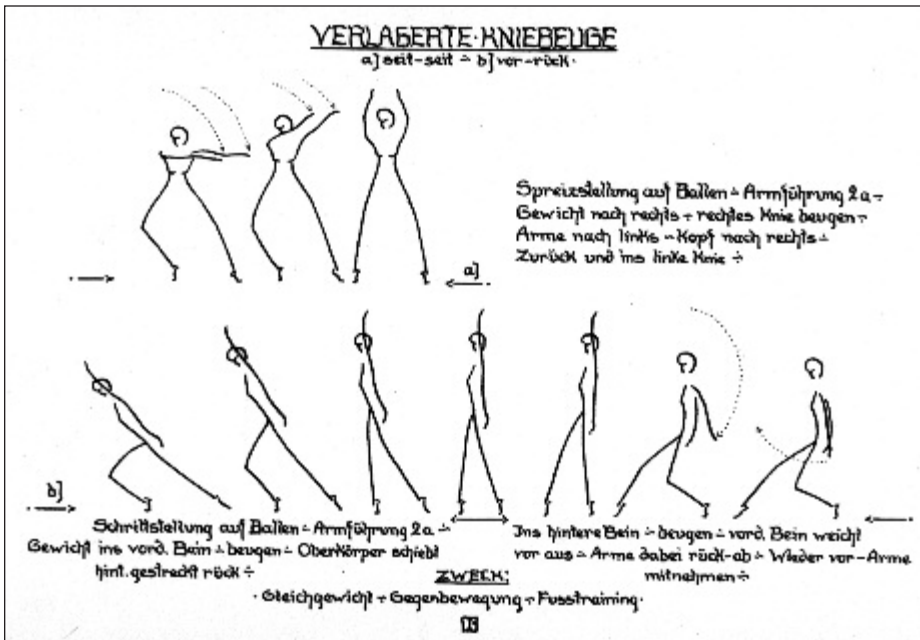 VERLAGERTE·KNIEBEUGE
a] seit-seit ÷ b] vor-rück·
Spreizstellung auf Ballen ÷ Armführung 2a ÷
Gewicht nach rechts ÷ rechtes Knie beugen ÷
Arme nach links – Kopf nach rechts ÷
Zurück und ins linke Knie ÷
a]
b]
Schrittstellung auf Ballen ÷ Armführung 2a ÷
Gewicht ins vord. Bein ÷ beugen ÷ Oberkörper schiebt
hint. gestreckt rück ÷
Ins hintere Bein ÷ beugen ÷ vord. Bein weicht
vor aus ÷ Arme dabei rück-ab ÷ Wieder vor-Arme
mitnehmen ÷
ZWECK:
· Gleichgewicht ÷ Gegenbewegung ÷ Fusstraining·